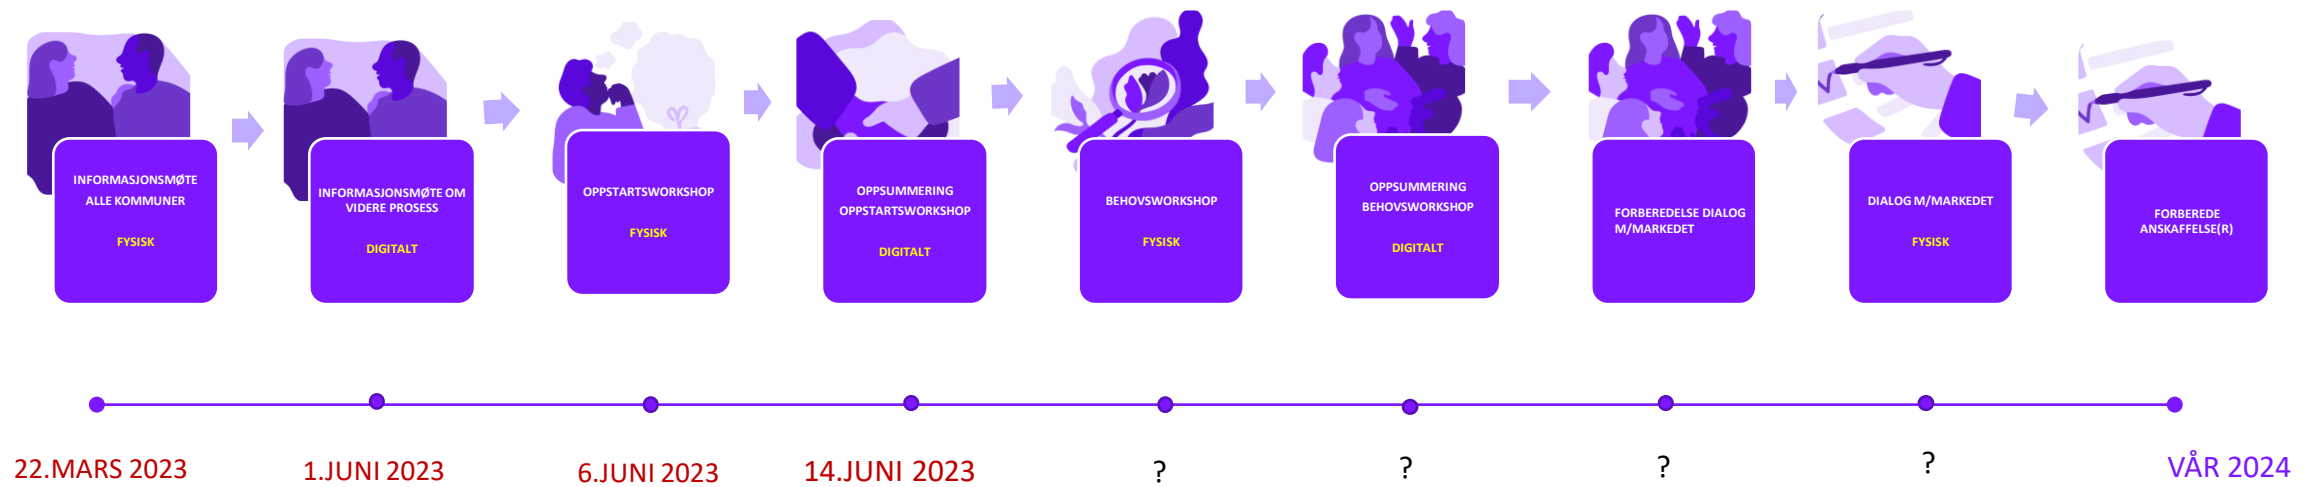 INFORMASJONSMØTE
ALLE KOMMUNER
FYSISK
INFORMASJONSMØTE OM
VIDERE PROSESS
DIGITALT
OPPSTARTSWORKSHOP
FYSISK
OPPSUMMERING
OPPSTARTSWORKSHOP
DIGITALT
BEHOVSWORKSHOP
FYSISK
OPPSUMMERING
BEHOVSWORKSHOP
DIGITALT
FORBEREDELSE DIALOG
M/MARKEDET
DIALOG M/MARKEDET
FYSISK
FORBEREDE
ANSKAFFELSE(R)
22.MARS 2023
1.JUNI 2023
6.JUNI 2023
14.JUNI 2023
?
?
?
?
VÅR 2024